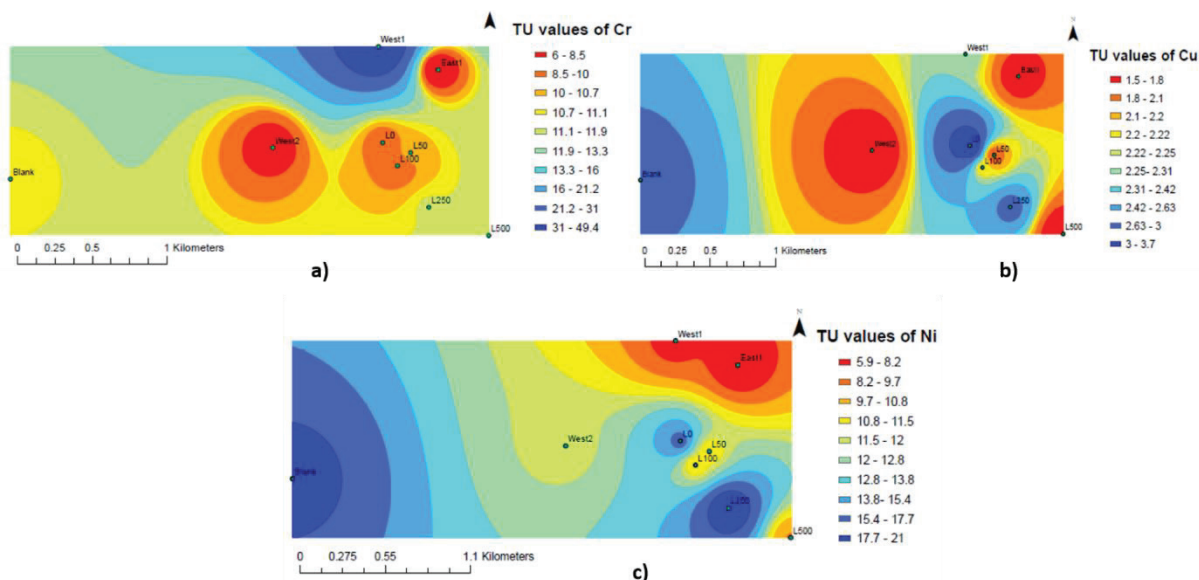 TU values of Cr
6 - 8.5
8.5 - 10
10 - 10.7
10.7 - 11.1
11.1 - 11.9
11.9 - 13.3
13.3 - 16
16 - 21.2
21.2 - 31
31 - 49.4
West1
East1
West2
L0
L50
L100
Blank
L250
L500
0 0.25 0.5 1 Kilometers
a)
N
TU values of Cu
1.5 - 1.8
1.8 - 2.1
2.1 - 2.2
2.2 - 2.22
2.22 - 2.25
2.25 - 2.31
2.31 - 2.42
2.42 - 2.63
2.63 - 3
3 - 3.7
West1
East1
West2
L50
L100
Blank
L250
L500
0 0.25 0.5 1 Kilometers
b)
N
TU values of Ni
5.9 - 8.2
8.2 - 9.7
9.7 - 10.8
10.8 - 11.5
11.5 - 12
12 - 12.8
12.8 - 13.8
13.8 - 15.4
15.4 - 17.7
17.7 - 21
West1
East1
West2
L0
L50
L100
Blank
L500
0 0.275 0.55 1.1 Kilometers
c)